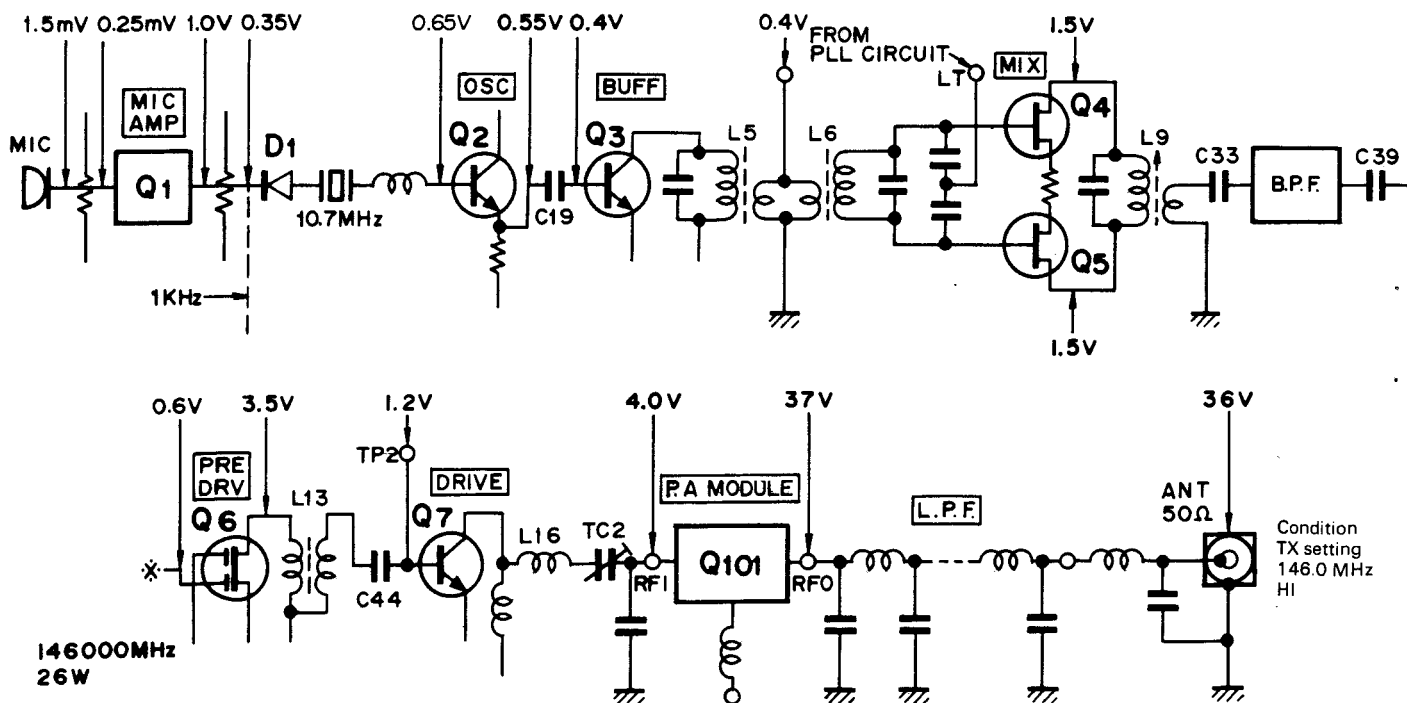 1.5mV 0.25mV 1.0V 0.35V 0.65V 0.55V 0.4V 0.4V FROM 1.5V
PLL CIRCUIT
LT MIX
MIC
AMP
OSC
BUFF
MIC
Q1
D1
10.7MHz
Q2
C19
Q3
L5
L6
Q4
Q5
L9
C33
B.P.F.
C39
1KHz
1.5V
0.6V 3.5V 1.2V 4.0V 37V 36V
TP2
PRE
DRV
Q6
L13
C44
DRIVE
Q7
L16
TC2
RFI
P.A MODULE
Q101
RFO
L.P.F.
ANT
50Ω
Condition
TX setting
146.0 MHz
HI
※
146000MHz
26W